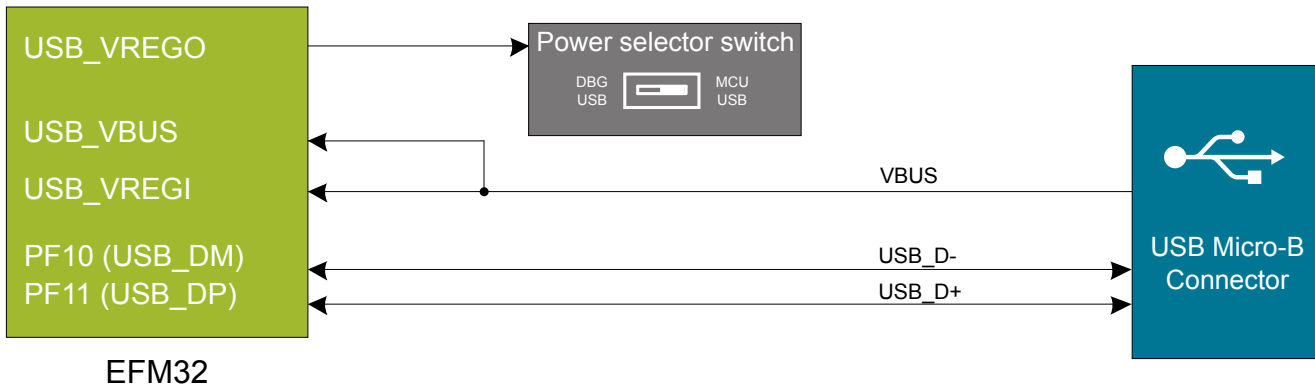 USB_VREGO
Power selector switch
DBG
USB
MCU
USB
USB_VBUS
USB_VREGI
VBUS
PF10 (USB_DM)
USB_D-
PF11 (USB_DP)
USB_D+
USB Micro-B
Connector
EFM32